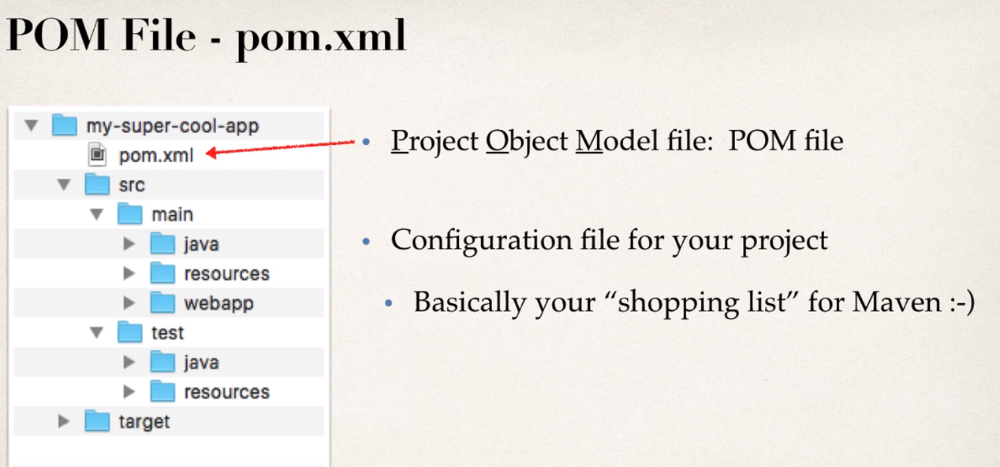 POM File - pom.xml
my-super-cool-app
pom.xml
src
main
java
resources
webapp
test
java
resources
target
• Project Object Model file: POM file
• Configuration file for your project
• Basically your “shopping list” for Maven :-)